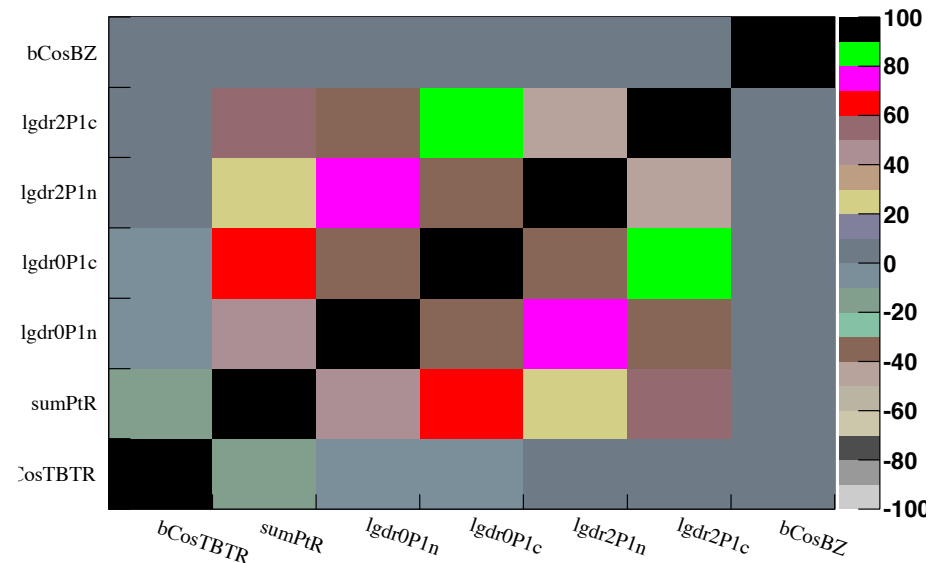 bCosBZ
lgdr2P1c
lgdr2P1n
lgdr0P1c
lgdr0P1n
sumPtR
CosTBTR
bCosTBTR
sumPtR
lgdr0P1n
lgdr0P1c
lgdr2P1n
lgdr2P1c
bCosBZ
100
80
60
40
20
0
-20
-40
-60
-80
-100